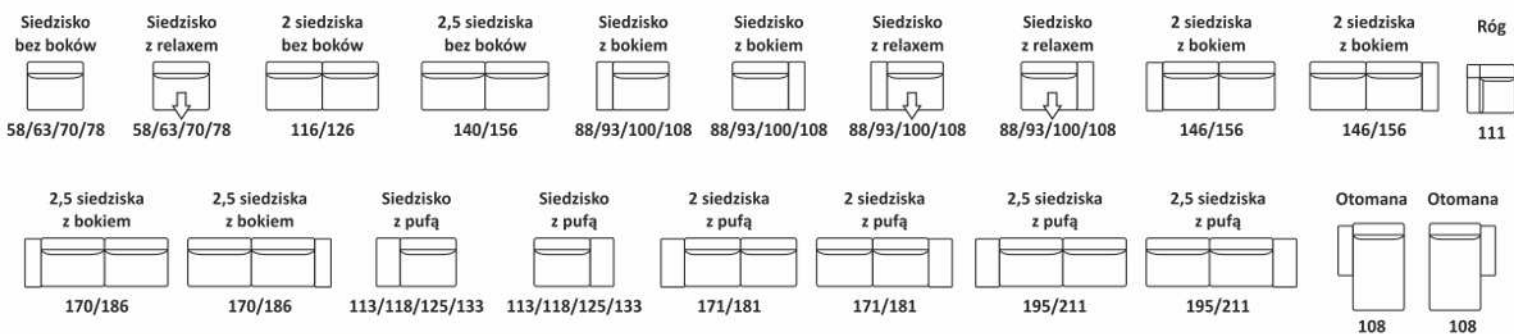 Siedzisko
bez boków
58/63/70/78
Siedzisko
z relaxem
58/63/70/78
2 siedziska
bez boków
116/126
2,5 siedziska
bez boków
140/156
Siedzisko
z bokiem
88/93/100/108
Siedzisko
z bokiem
88/93/100/108
Siedzisko
z relaxem
88/93/100/108
Siedzisko
z relaxem
88/93/100/108
2 siedziska
z bokiem
146/156
2 siedziska
z bokiem
146/156
Róg
111
2,5 siedziska
z bokiem
170/186
2,5 siedziska
z bokiem
170/186
Siedzisko
z pufą
113/118/125/133
Siedzisko
z pufą
113/118/125/133
2 siedziska
z pufą
171/181
2 siedziska
z pufą
171/181
2,5 siedziska
z pufą
195/211
2,5 siedziska
z pufą
195/211
Otomana
108
Otomana
108